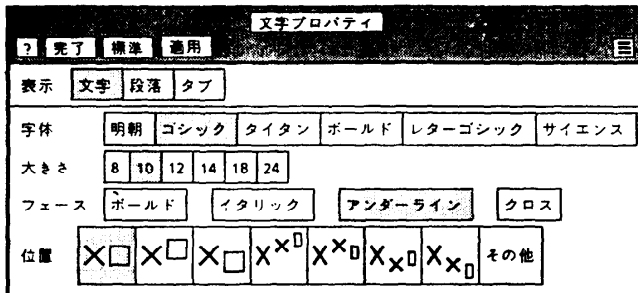 文字プロパティ
? 完了 標準 適用
表示 文字 段落 タブ
字体 明朝 ゴシック タイタン ボールド レターゴシック サイエンス
大きさ 8 10 12 14 18 24
フェース ボールド イタリック アンダーライン クロス
位置 その他